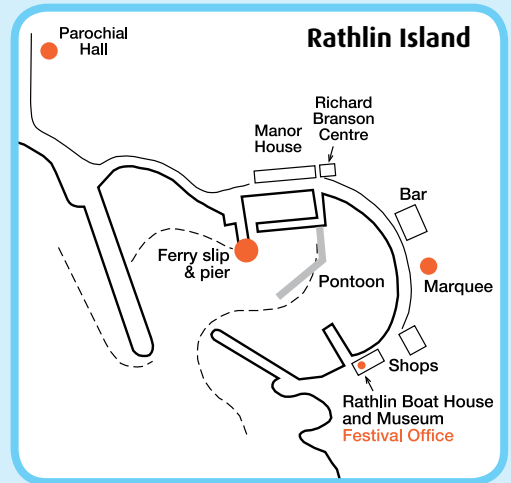 Rathlin Island
Parochial
Hall
Richard
Branson
Centre
Manor
House
Bar
Ferry slip
& pier
Pontoon
Marquee
Shops
Rathlin Boat House
and Museum
Festival Office